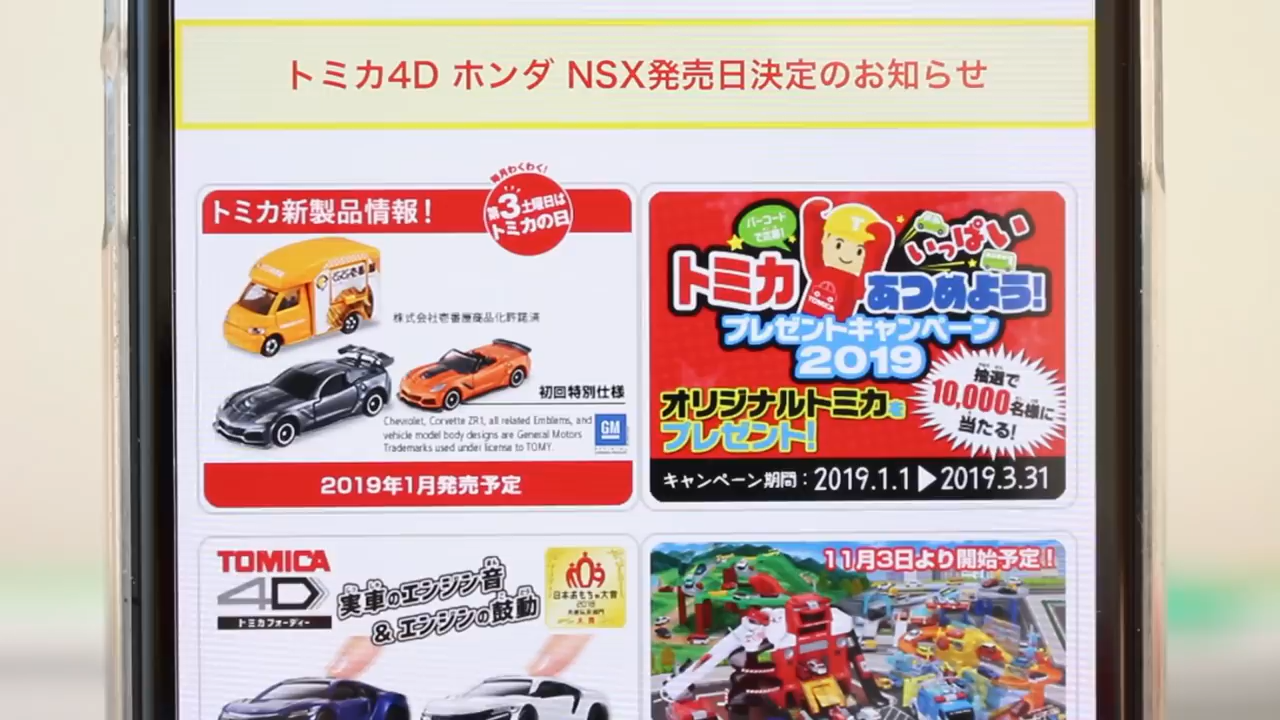 トミカ4D ホンダ NSX発売日決定のお知らせ
毎月わくわく!
第3土曜日は
トミカの日
トミカ新製品情報!
株式会社壱番屋商品化許諾済
初回特別仕様
Chevrolet, Corvette ZR1, all related Emblems, and
vehicle model body designs are General Motors
Trademarks used under license to TOMY.
GM
2019年1月発売予定
バーコード
で応募!
トミカ
いっぱい
あつめよう!
TOMICA
プレゼントキャンペーン
2019
オリジナルトミカを
プレゼント!
抽選で
10,000名様に
当たる!
キャンペーン期間:2019.1.1▶2019.3.31
TOMICA
4D
トミカフォーディー
実車のエンジン音
&エンジンの鼓動
日本おもちゃ大賞
2018
大賞
11月3日より開始予定!